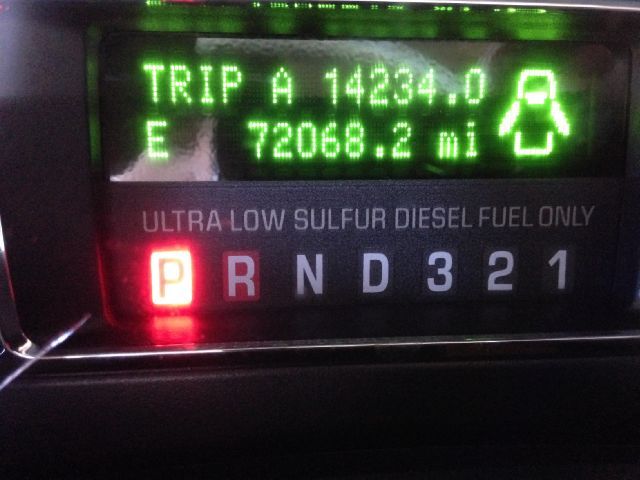 TRIP A 14234.0
E 72068.2 mi
ULTRA LOW SULFUR DIESEL FUEL ONLY
P R N D 3 2 1